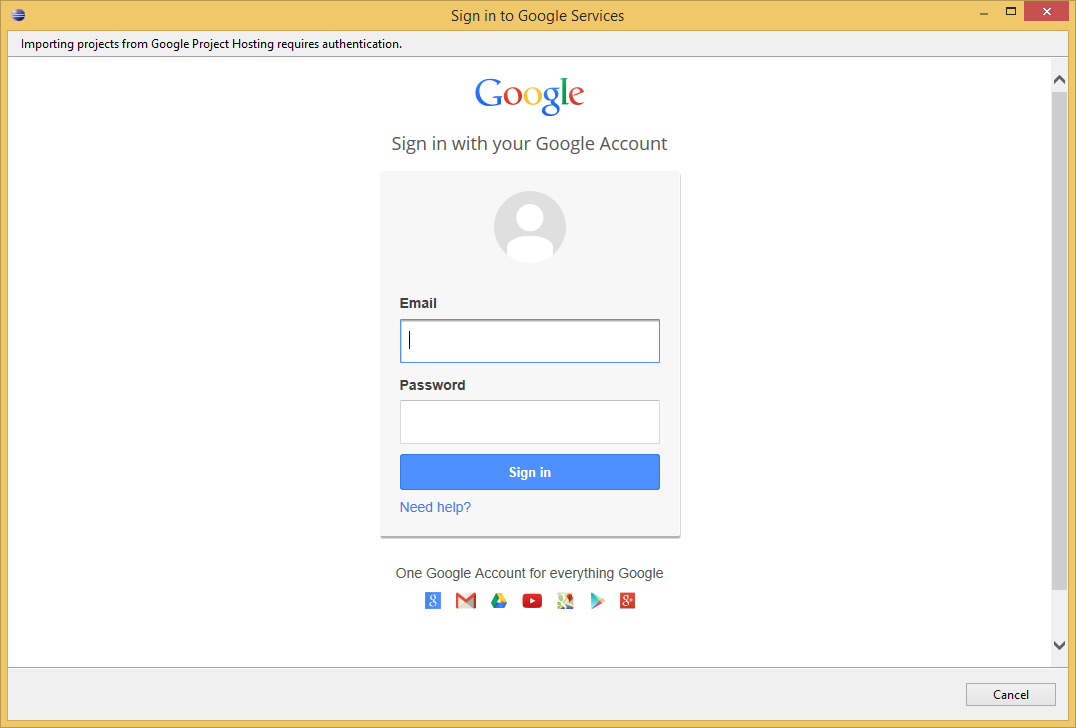 Sign in to Google Services
Importing projects from Google Project Hosting requires authentication.
Google
Sign in with your Google Account
Email
Password
Sign in
Need help?
One Google Account for everything Google
Cancel